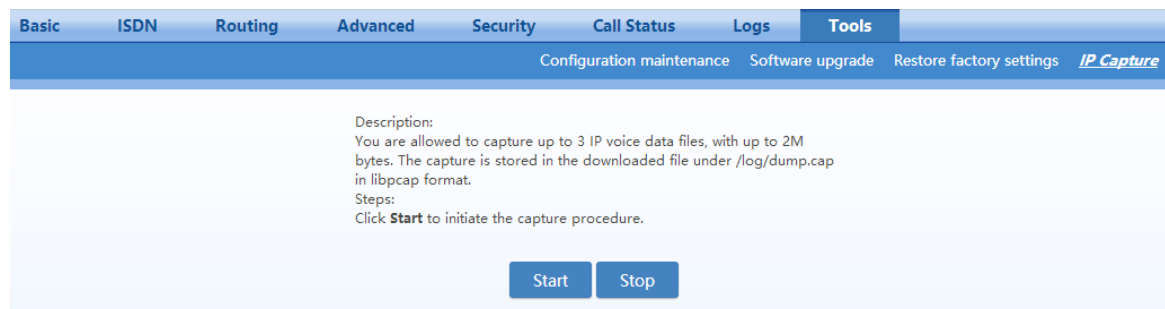 Basic ISDN Routing Advanced Security Call Status Logs Tools
Configuration maintenance Software upgrade Restore factory settings IP Capture
Description:
You are allowed to capture up to 3 IP voice data files, with up to 2M
bytes. The capture is stored in the downloaded file under /log/dump.cap
in libpcap format.
Steps:
Click Start to initiate the capture procedure.
Start Stop